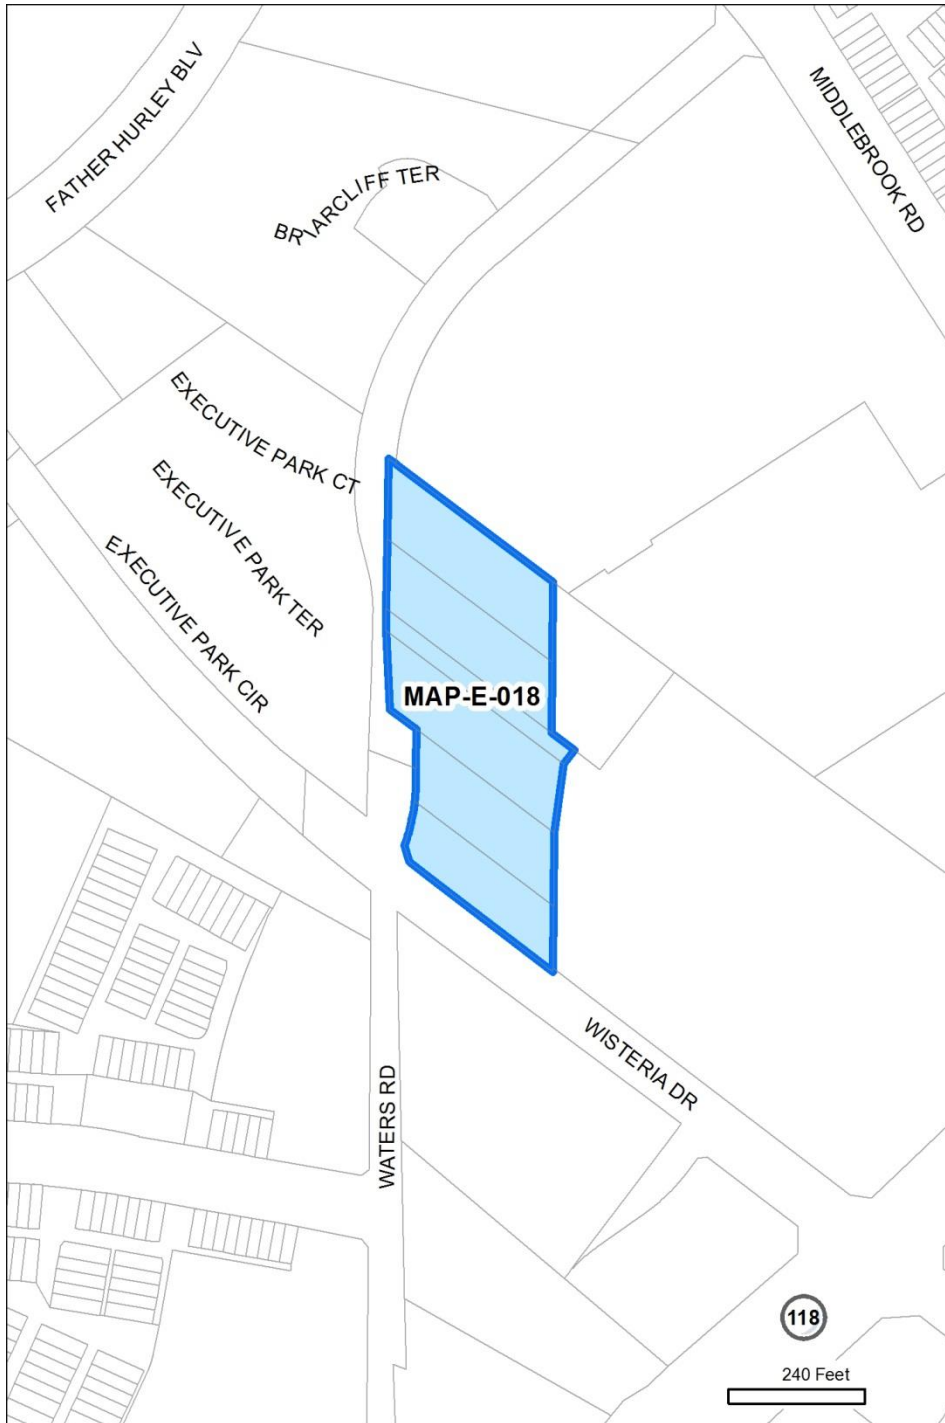 FATHER HURLEY BLV
MIDDLEBROOK RD
BRIARCLIFF TER
EXECUTIVE PARK CT
EXECUTIVE PARK TER
EXECUTIVE PARK CIR
MAP-E-018
WISTERIA DR
WATERS RD
118
240 Feet